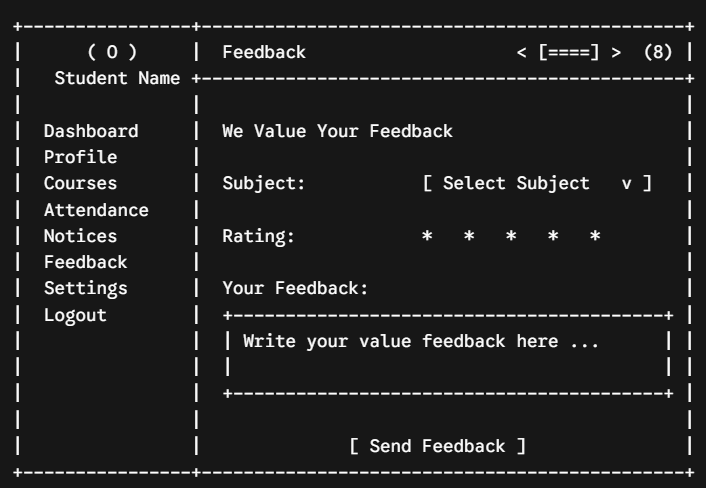 ( O ) Feedback < [====] > (8)
Student Name
We Value Your Feedback
Dashboard
Profile
Courses
Attendance
Notices
Feedback
Settings
Logout
Subject: [ Select Subject v ]
Rating: * * * * *
Your Feedback:
Write your value feedback here ...
[ Send Feedback ]